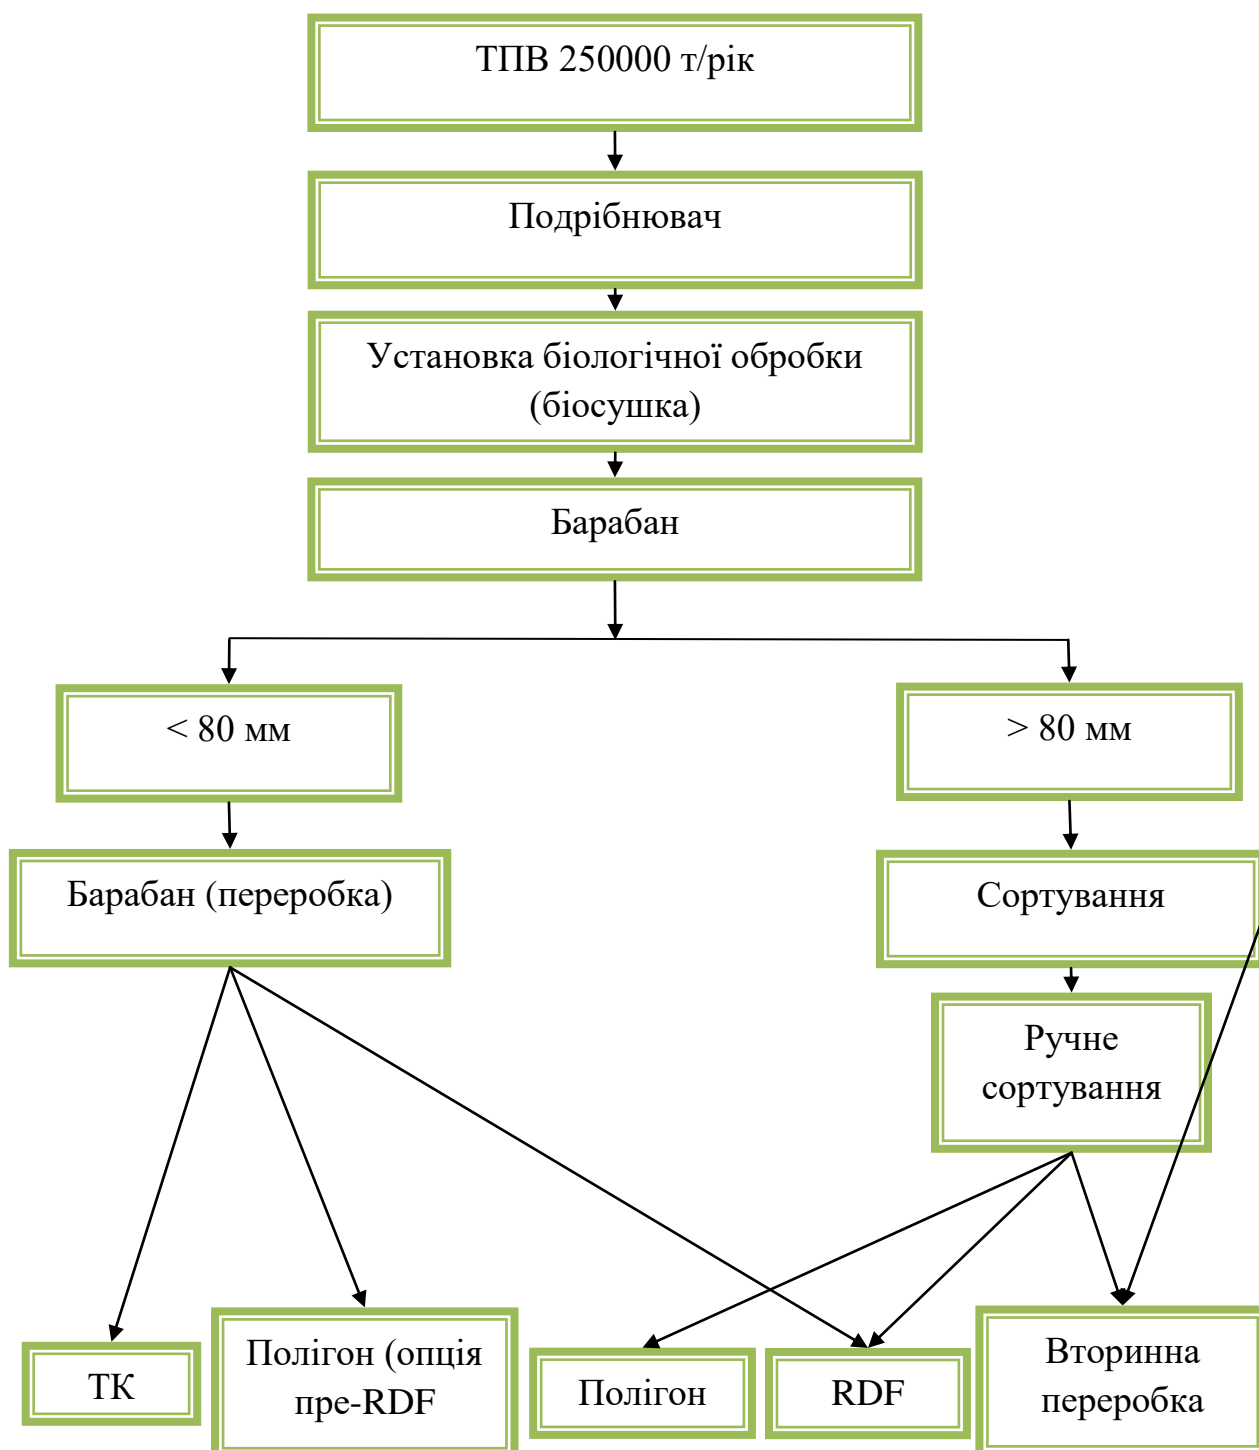 ТПВ 250000 т/рік
Подрібнювач
Установка біологічної обробки
(біосушка)
Барабан
< 80 мм
> 80 мм
Барабан (переробка)
Сортування
Ручне
сортування
ТК
Полігон (опція
пре-RDF
Полігон
RDF
Вторинна
переробка